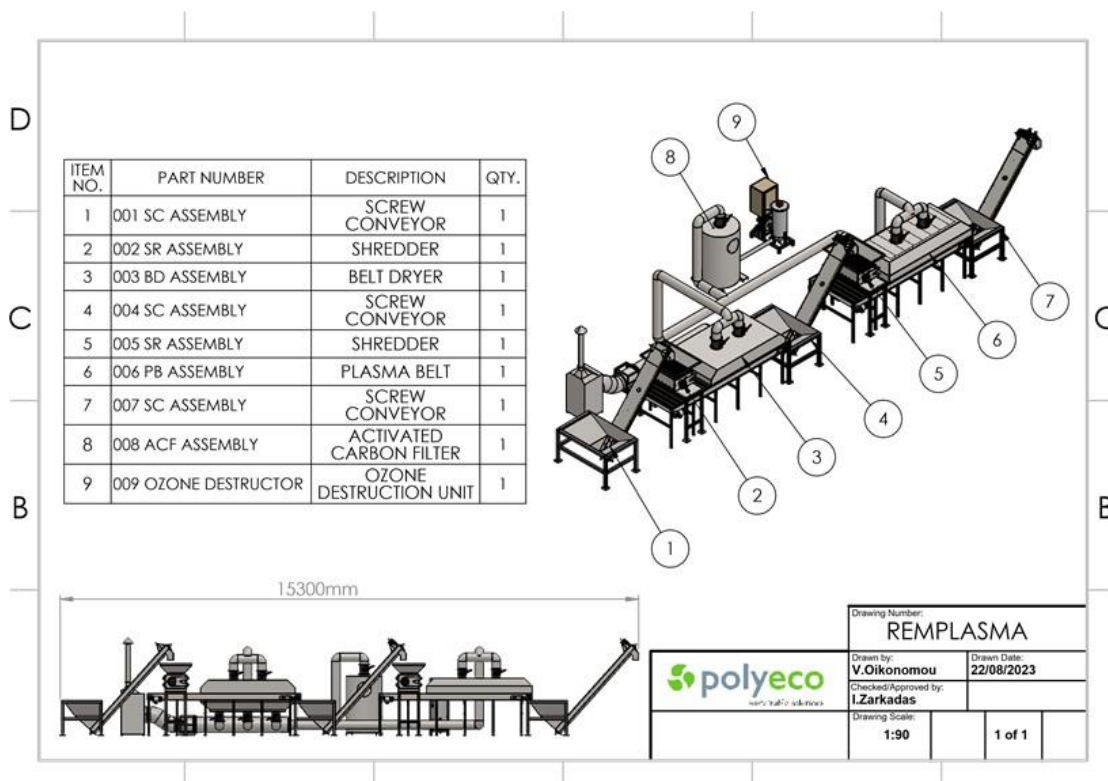 D
C
B
C
B
ITEM NO. PART NUMBER DESCRIPTION QTY.
1 001 SC ASSEMBLY SCREW CONVEYOR 1
2 002 SR ASSEMBLY SHREDDER 1
3 003 BD ASSEMBLY BELT DRYER 1
4 004 SC ASSEMBLY SCREW CONVEYOR 1
5 005 SR ASSEMBLY SHREDDER 1
6 006 PB ASSEMBLY PLASMA BELT 1
7 007 SC ASSEMBLY SCREW CONVEYOR 1
8 008 ACF ASSEMBLY ACTIVATED CARBON FILTER 1
9 009 OZONE DESTRUCTOR OZONE DESTRUCTION UNIT 1
9
8
7
6
5
4
3
2
1
15300mm
polyeco
Drawing Number:
REMPLASMA
Drawn by: Drawn Date:
V.Oikonomou 22/08/2023
Checked/Approved by:
I.Zarkadas
Drawing Scale:
1:90 1 of 1